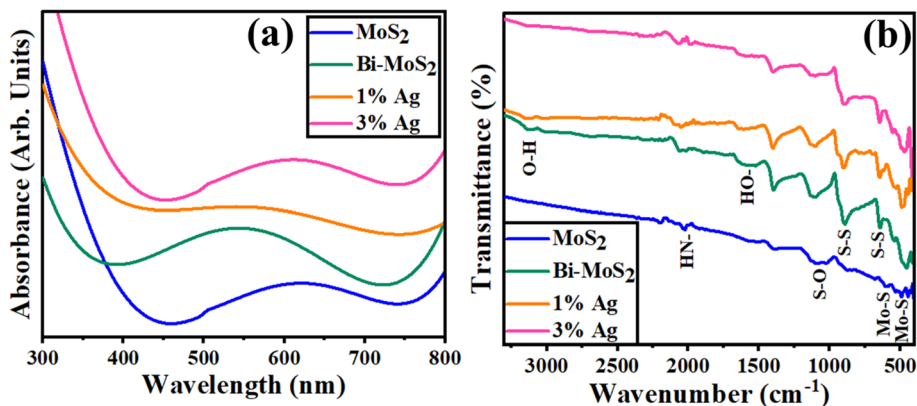 (a)
MoS2
Bi-MoS2
1% Ag
3% Ag
Absorbance (Arb. Units)
300 400 500 600 700 800
Wavelength (nm)
(b)
Transmittance (%)
O-H
HO-
HN-
S-O
S-S
S-S
Mo-S
Mo-S
MoS2
Bi-MoS2
1% Ag
3% Ag
3000 2500 2000 1500 1000 500
Wavenumber (cm-1)